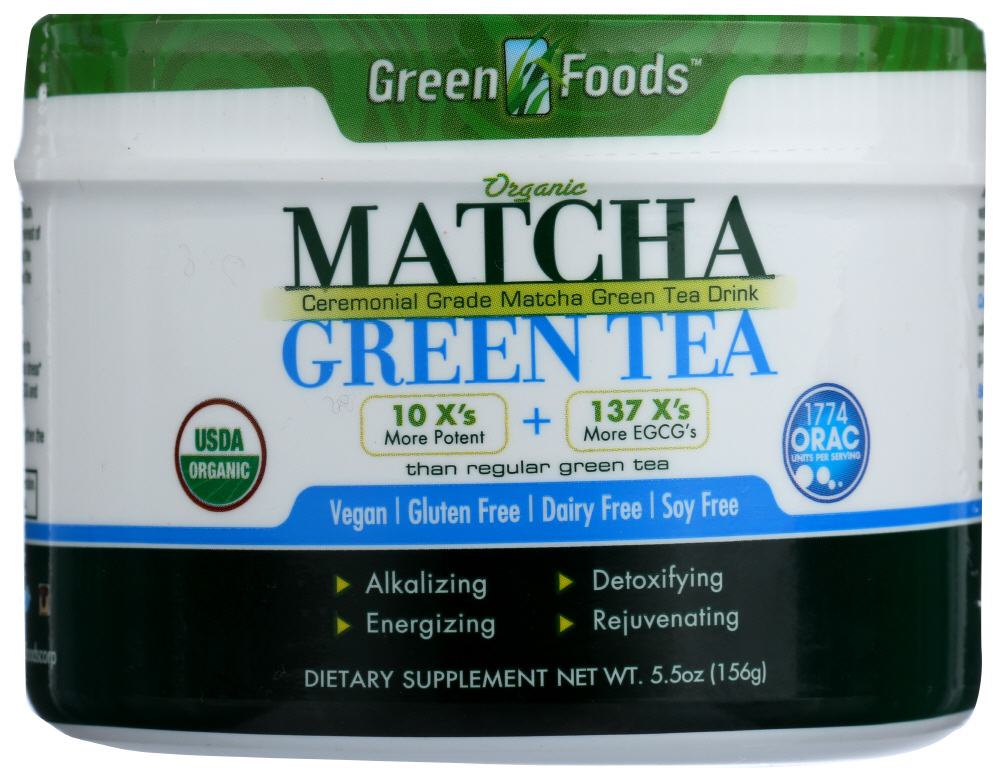 Green Foods™
Organic
MATCHA
Ceremonial Grade Matcha Green Tea Drink
GREEN TEA
10 X's
More Potent
+
137 X's
More EGCG's
than regular green tea
USDA
ORGANIC
1774
ORAC
UNITS PER SERVING
Vegan | Gluten Free | Dairy Free | Soy Free
Alkalizing
Detoxifying
Energizing
Rejuvenating
DIETARY SUPPLEMENT NET WT. 5.5oz (156g)